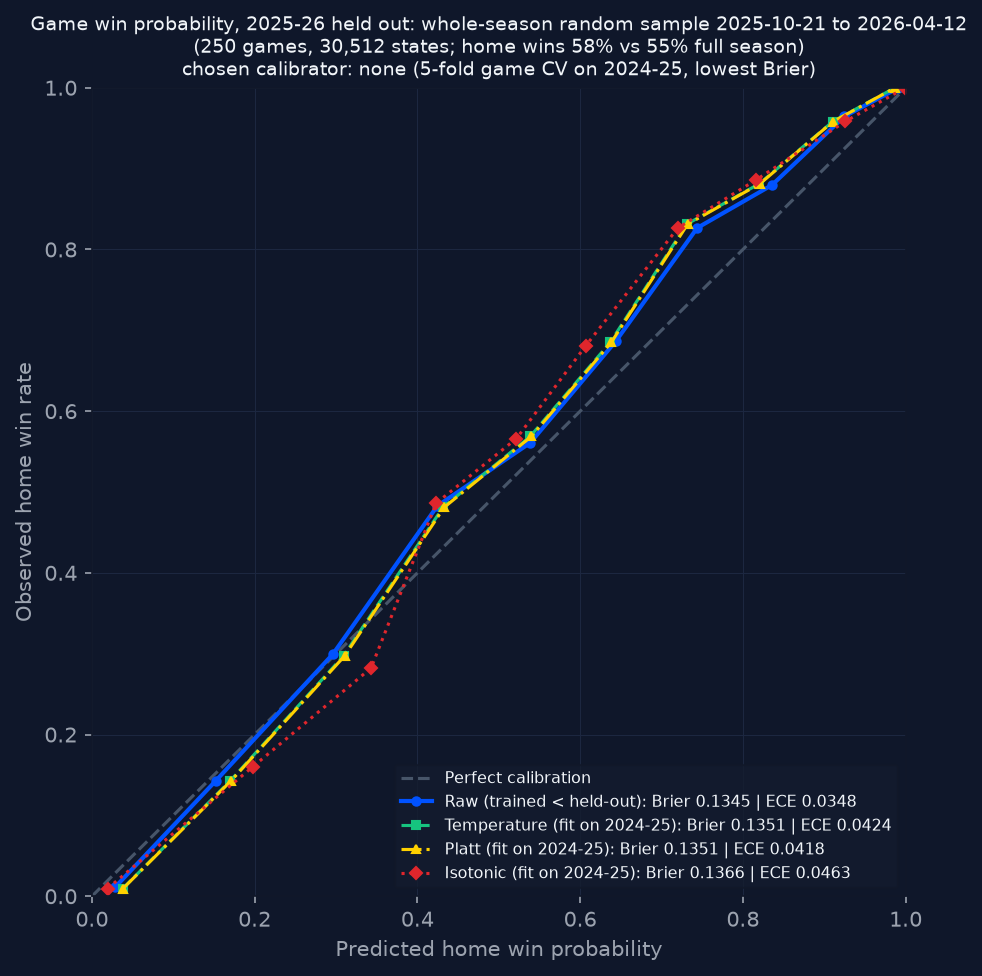 Game win probability, 2025-26 held out: whole-season random sample 2025-10-21 to 2026-04-12
(250 games, 30,512 states; home wins 58% vs 55% full season)
chosen calibrator: none (5-fold game CV on 2024-25, lowest Brier)
1.0
0.8
0.6
0.4
0.2
0.0
Observed home win rate
Perfect calibration
Raw (trained < held-out): Brier 0.1345 | ECE 0.0348
Temperature (fit on 2024-25): Brier 0.1351 | ECE 0.0424
Platt (fit on 2024-25): Brier 0.1351 | ECE 0.0418
Isotonic (fit on 2024-25): Brier 0.1366 | ECE 0.0463
0.0 0.2 0.4 0.6 0.8 1.0
Predicted home win probability